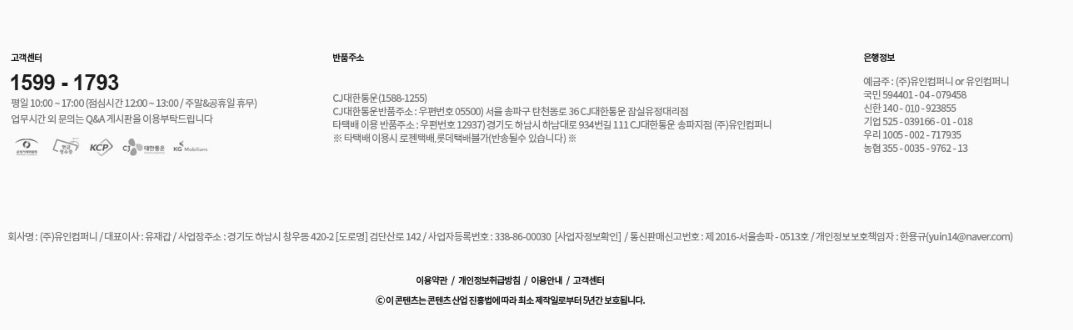 고객센터
1599 - 1793
평일 10:00 ~ 17:00 (점심시간 12:00 ~ 13:00 / 주말&공휴일 휴무)
업무시간 외 문의는 Q&A 게시판을 이용부탁드립니다
KCP CJ대한통운 KG Mobilians
반품주소
CJ대한통운(1588-1255)
CJ대한통운반품주소 : 우편번호 05500) 서울 송파구 탄천동로 36 CJ대한통운 잠실유정대리점
타택배 이용 반품주소 : 우편번호 12937) 경기도 하남시 하남대로 934번길 111 CJ대한통운 송파지점 (주)유인컴퍼니
※ 타택배 이용시 로젠택배,롯데택배불가(반송될수 있습니다) ※
은행정보
예금주 : (주)유인컴퍼니 or 유인컴퍼니
국민 594401 - 04 - 079458
신한 140 - 010 - 923855
기업 525 - 039166 - 01 - 018
우리 1005 - 002 - 717935
농협 355 - 0035 - 9762 - 13
회사명 : (주)유인컴퍼니 / 대표이사 : 유재갑 / 사업장주소 : 경기도 하남시 창우동 420-2 [도로명] 검단산로 142 / 사업자등록번호 : 338-86-00030 [사업자정보확인] / 통신판매신고번호 : 제 2016-서울송파 - 0513호 / 개인정보보호책임자 : 한용규(yuin14@naver.com)
이용약관 / 개인정보취급방침 / 이용안내 / 고객센터
ⓒ이 콘텐츠는 콘텐츠 산업 진흥법에 따라 최소 제작일로부터 5년간 보호됩니다.